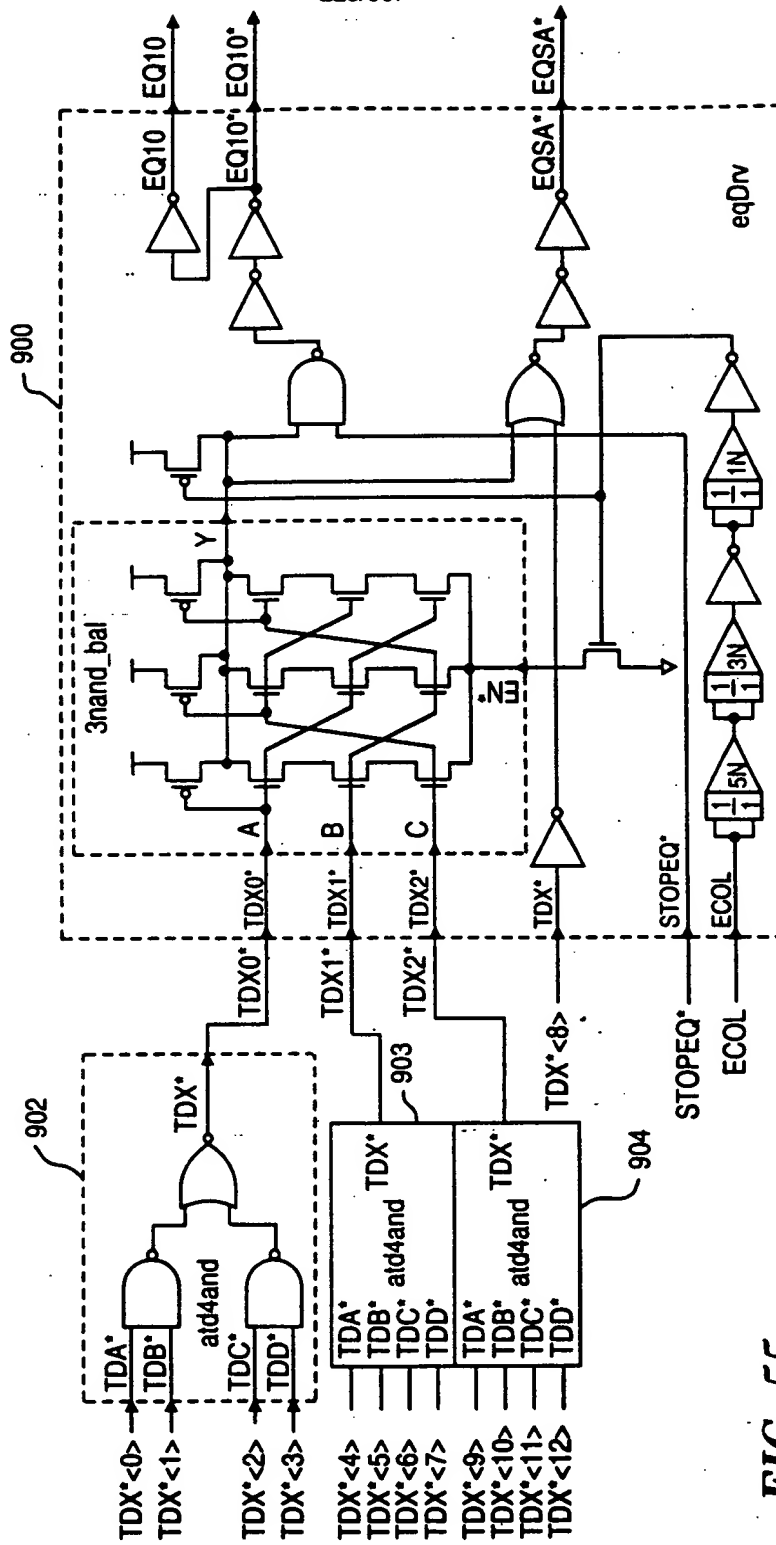 900
902
TDX*<0>
TDX*<1>
TDX*<2>
TDX*<3>
TDA*
TDB*
TDC*
TDD*
atd4and
TDX*
TDX0*
TDX0*
TDX*<4>
TDX*<5>
TDX*<6>
TDX*<7>
TDA*
TDB*
TDC*
TDD*
atd4and
TDX*
903
TDX1*
TDX1*
TDX*<9>
TDX*<10>
TDX*<11>
TDX*<12>
TDA*
TDB*
TDC*
TDD*
atd4and
TDX*
904
TDX2*
TDX2*
TDX*<8>
TDX*
STOPEQ*
STOPEQ*
ECOL
ECOL
3nand_bal
A
B
C
Y
EN*
5N
3N
1N
1
1
1
1
1
1
EQ10
EQ10
EQ10*
EQ10*
EQSA*
EQSA*
eqDrv
FIG. 55